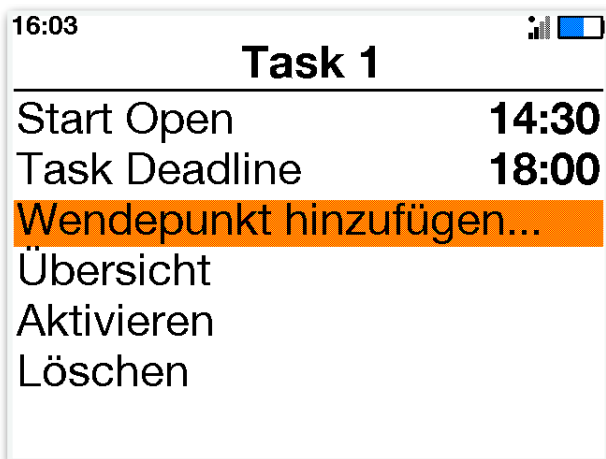 16:03
Task 1
Start Open 14:30
Task Deadline 18:00
Wendepunkt hinzufügen...
Übersicht
Aktivieren
Löschen